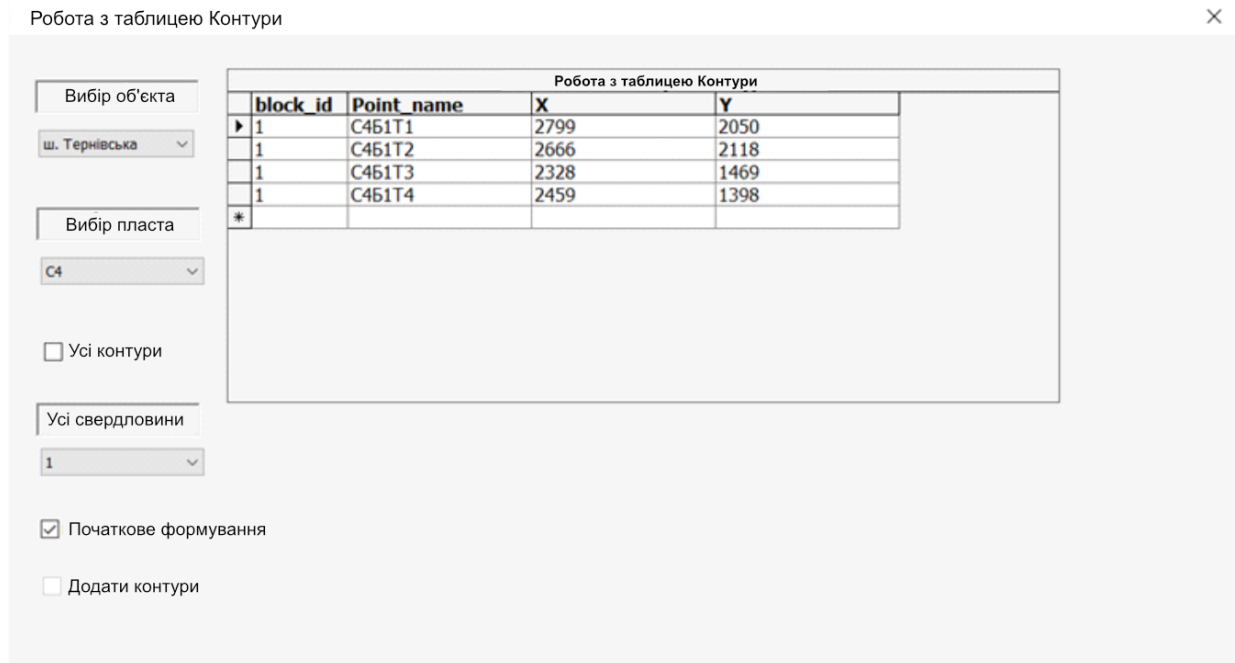 Робота з таблицею Контури
Вибір об'єкта
ш. Тернівська
Вибір пласта
С4
Усі контури
Усі свердловини
1
Початкове формування
Додати контури
Робота з таблицею Контури
block_id Point_name X Y
1 С4Б1Т1 2799 2050
1 С4Б1Т2 2666 2118
1 С4Б1Т3 2328 1469
1 С4Б1Т4 2459 1398